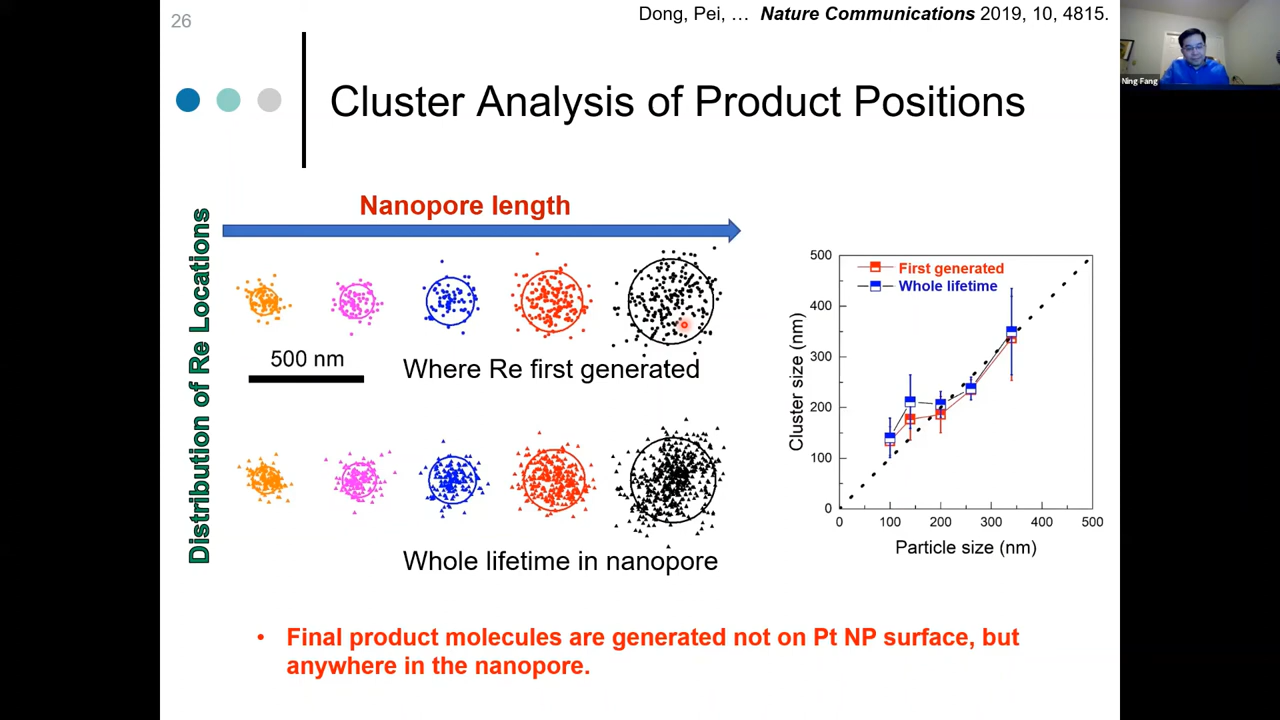 26
Dong, Pei, … Nature Communications 2019, 10, 4815.
Ning Fang
Cluster Analysis of Product Positions
Distribution of Re Locations
Nanopore length
500 nm
Where Re first generated
Whole lifetime in nanopore
First generated
Whole lifetime
Cluster size (nm)
500
400
300
200
100
0
0 100 200 300 400 500
Particle size (nm)
• Final product molecules are generated not on Pt NP surface, but
anywhere in the nanopore.